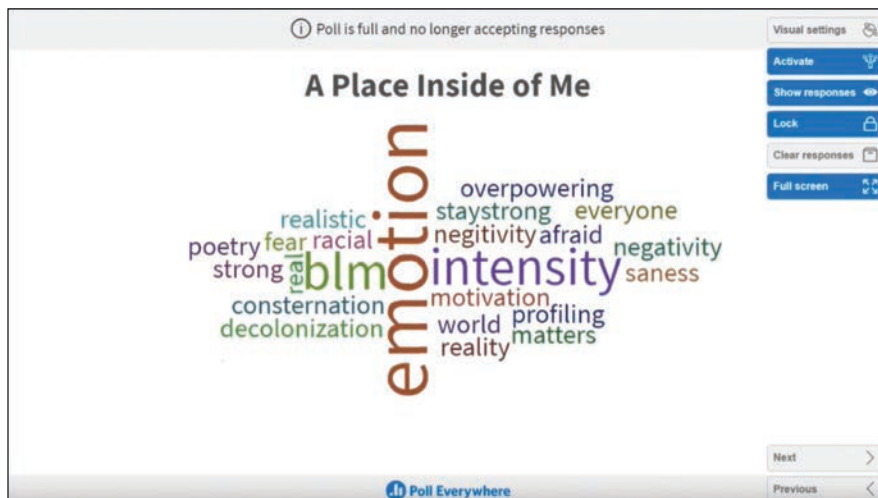 Poll is full and no longer accepting responses
Visual settings
Activate
Show responses
Lock
Clear responses
Full screen
A Place Inside of Me
emotion
overpowering
realistic
staystrong
everyone
poetry
fear
racial
negitivity
afraid
negativity
strong
real
blm
intensity
saness
consternation
motivation
decolonization
world
profiling
reality
matters
Next
Previous
Poll Everywhere